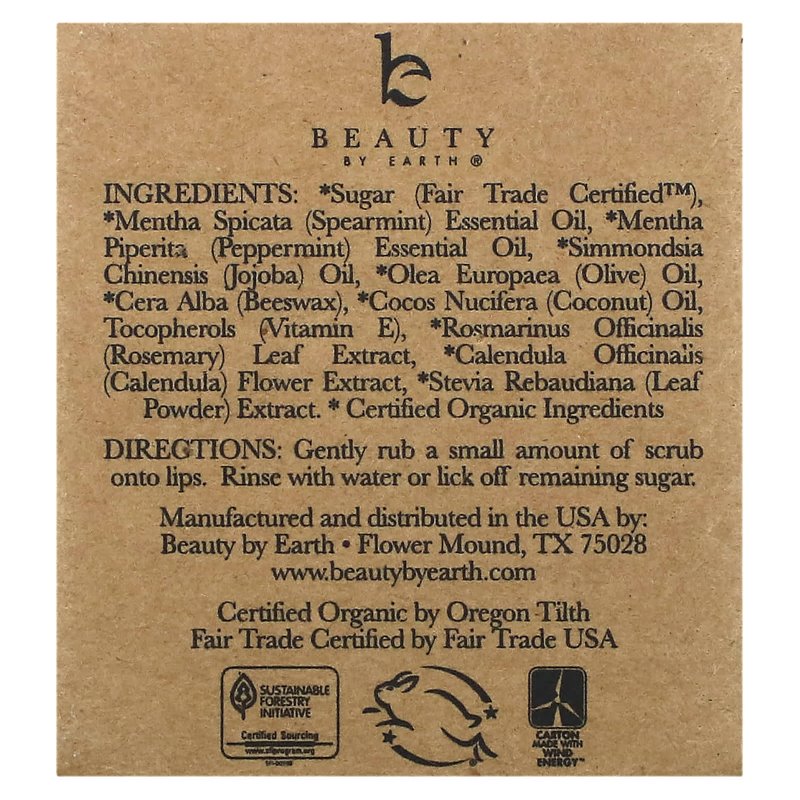 be
BEAUTY
BY EARTH ®
INGREDIENTS: *Sugar (Fair Trade Certified™),
*Mentha Spicata (Spearmint) Essential Oil, *Mentha
Piperita (Peppermint) Essential Oil, *Simmondsia
Chinensis (Jojoba) Oil, *Olea Europaea (Olive) Oil,
*Cera Alba (Beeswax), *Cocos Nucifera (Coconut) Oil,
Tocopherols (Vitamin E), *Rosmarinus Officinalis
(Rosemary) Leaf Extract, *Calendula Officinalis
(Calendula) Flower Extract, *Stevia Rebaudiana (Leaf
Powder) Extract. * Certified Organic Ingredients
DIRECTIONS: Gently rub a small amount of scrub
onto lips. Rinse with water or lick off remaining sugar.
Manufactured and distributed in the USA by:
Beauty by Earth • Flower Mound, TX 75028
www.beautybyearth.com
Certified Organic by Oregon Tilth
Fair Trade Certified by Fair Trade USA
SUSTAINABLE
FORESTRY
INITIATIVE
Certified Sourcing
www.sfiprogram.org
CARTON
MADE WITH
WIND
ENERGY™